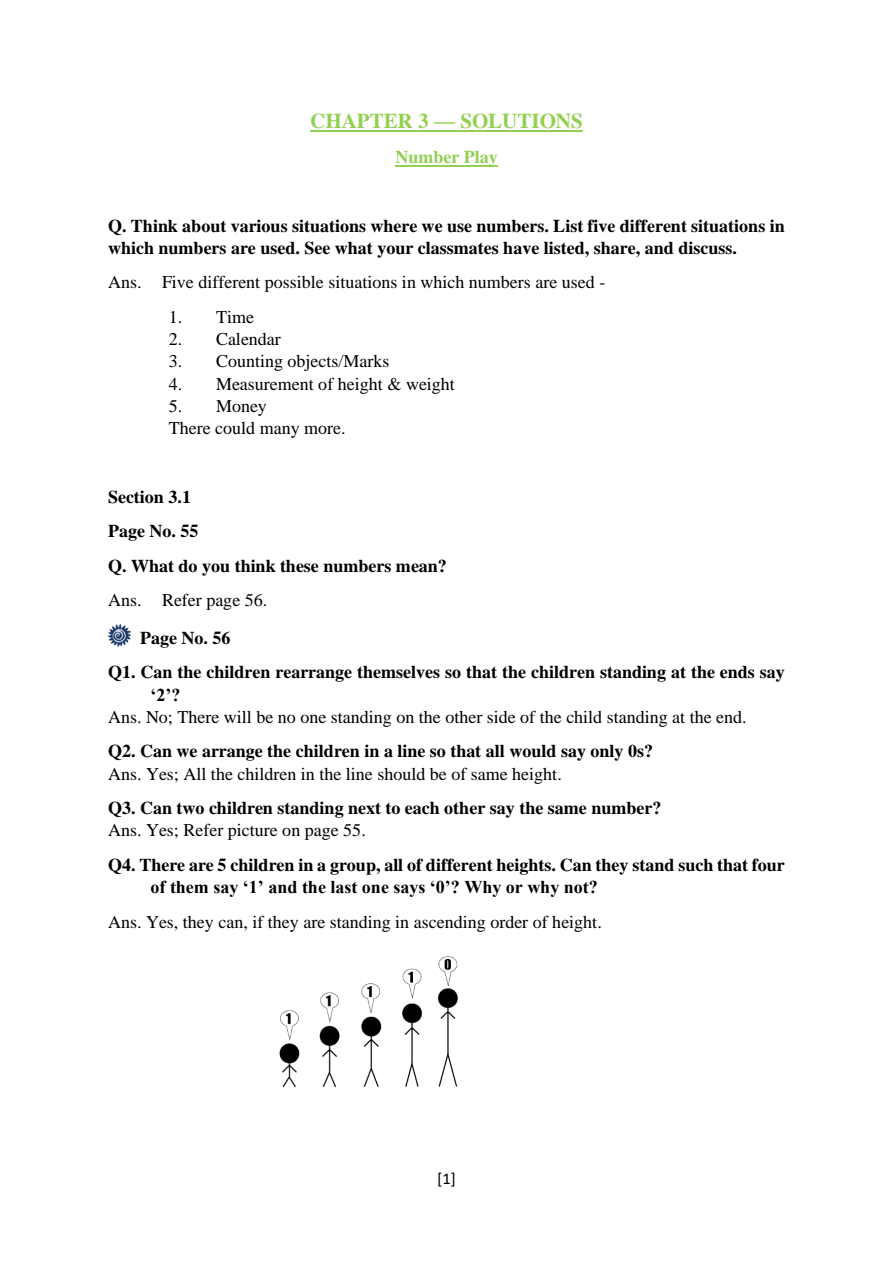 CHAPTER 3 — SOLUTIONS
Number Play
Q. Think about various situations where we use numbers. List five different situations in
which numbers are used. See what your classmates have listed, share, and discuss.
Ans. Five different possible situations in which numbers are used -
1. Time
2. Calendar
3. Counting objects/Marks
4. Measurement of height & weight
5. Money
There could many more.
Section 3.1
Page No. 55
Q. What do you think these numbers mean?
Ans. Refer page 56.
Page No. 56
Q1. Can the children rearrange themselves so that the children standing at the ends say
‘2’?
Ans. No; There will be no one standing on the other side of the child standing at the end.
Q2. Can we arrange the children in a line so that all would say only 0s?
Ans. Yes; All the children in the line should be of same height.
Q3. Can two children standing next to each other say the same number?
Ans. Yes; Refer picture on page 55.
Q4. There are 5 children in a group, all of different heights. Can they stand such that four
of them say ‘1’ and the last one says ‘0’? Why or why not?
Ans. Yes, they can, if they are standing in ascending order of height.
1 1 1 1 0
[1]